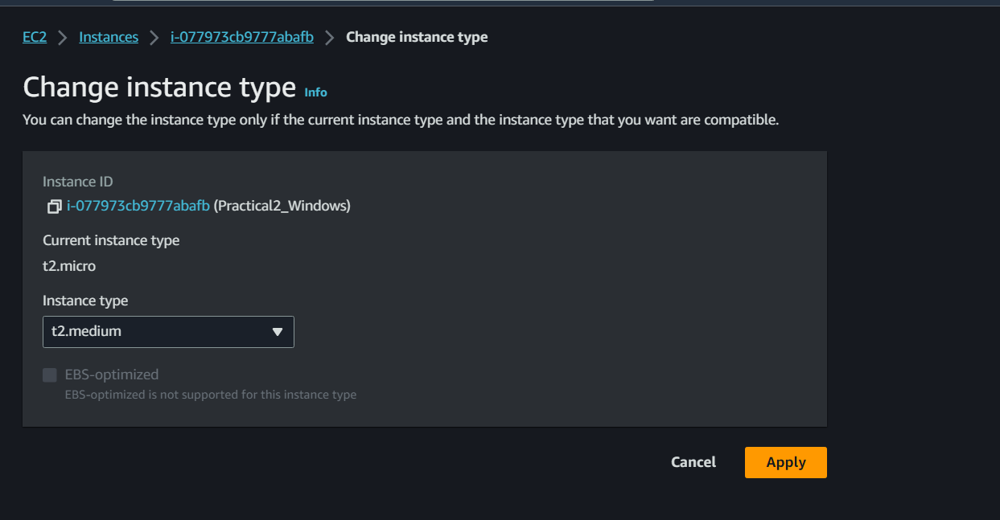 EC2 > Instances > i-077973cb9777abafb > Change instance type
Change instance type Info
You can change the instance type only if the current instance type and the instance type that you want are compatible.
Instance ID
i-077973cb9777abafb (Practical2_Windows)
Current instance type
t2.micro
Instance type
t2.medium
EBS-optimized
EBS-optimized is not supported for this instance type
Cancel Apply